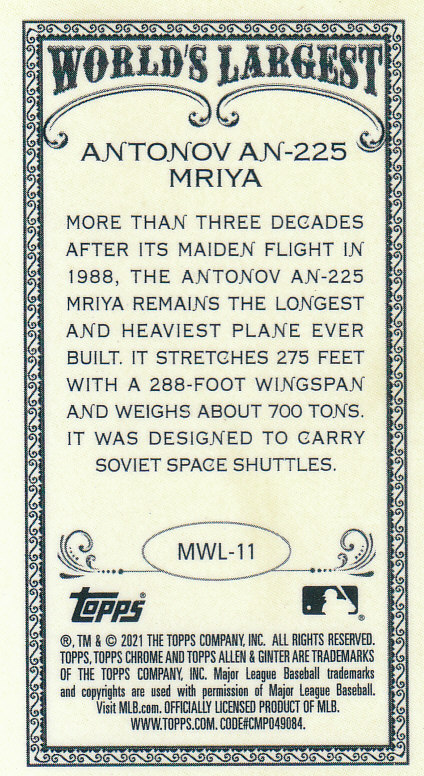 WORLD'S LARGEST
ANTONOV AN-225
MRIYA
MORE THAN THREE DECADES
AFTER ITS MAIDEN FLIGHT IN
1988, THE ANTONOV AN-225
MRIYA REMAINS THE LONGEST
AND HEAVIEST PLANE EVER
BUILT. IT STRETCHES 275 FEET
WITH A 288-FOOT WINGSPAN
AND WEIGHS ABOUT 700 TONS.
IT WAS DESIGNED TO CARRY
SOVIET SPACE SHUTTLES.
MWL-11
Topps®
®
®, TM & © 2021 THE TOPPS COMPANY, INC. ALL RIGHTS RESERVED.
TOPPS, TOPPS CHROME AND TOPPS ALLEN & GINTER ARE TRADEMARKS
OF THE TOPPS COMPANY, INC. Major League Baseball trademarks
and copyrights are used with permission of Major League Baseball.
Visit MLB.com. OFFICIALLY LICENSED PRODUCT OF MLB.
WWW.TOPPS.COM. CODE#CMP049084.